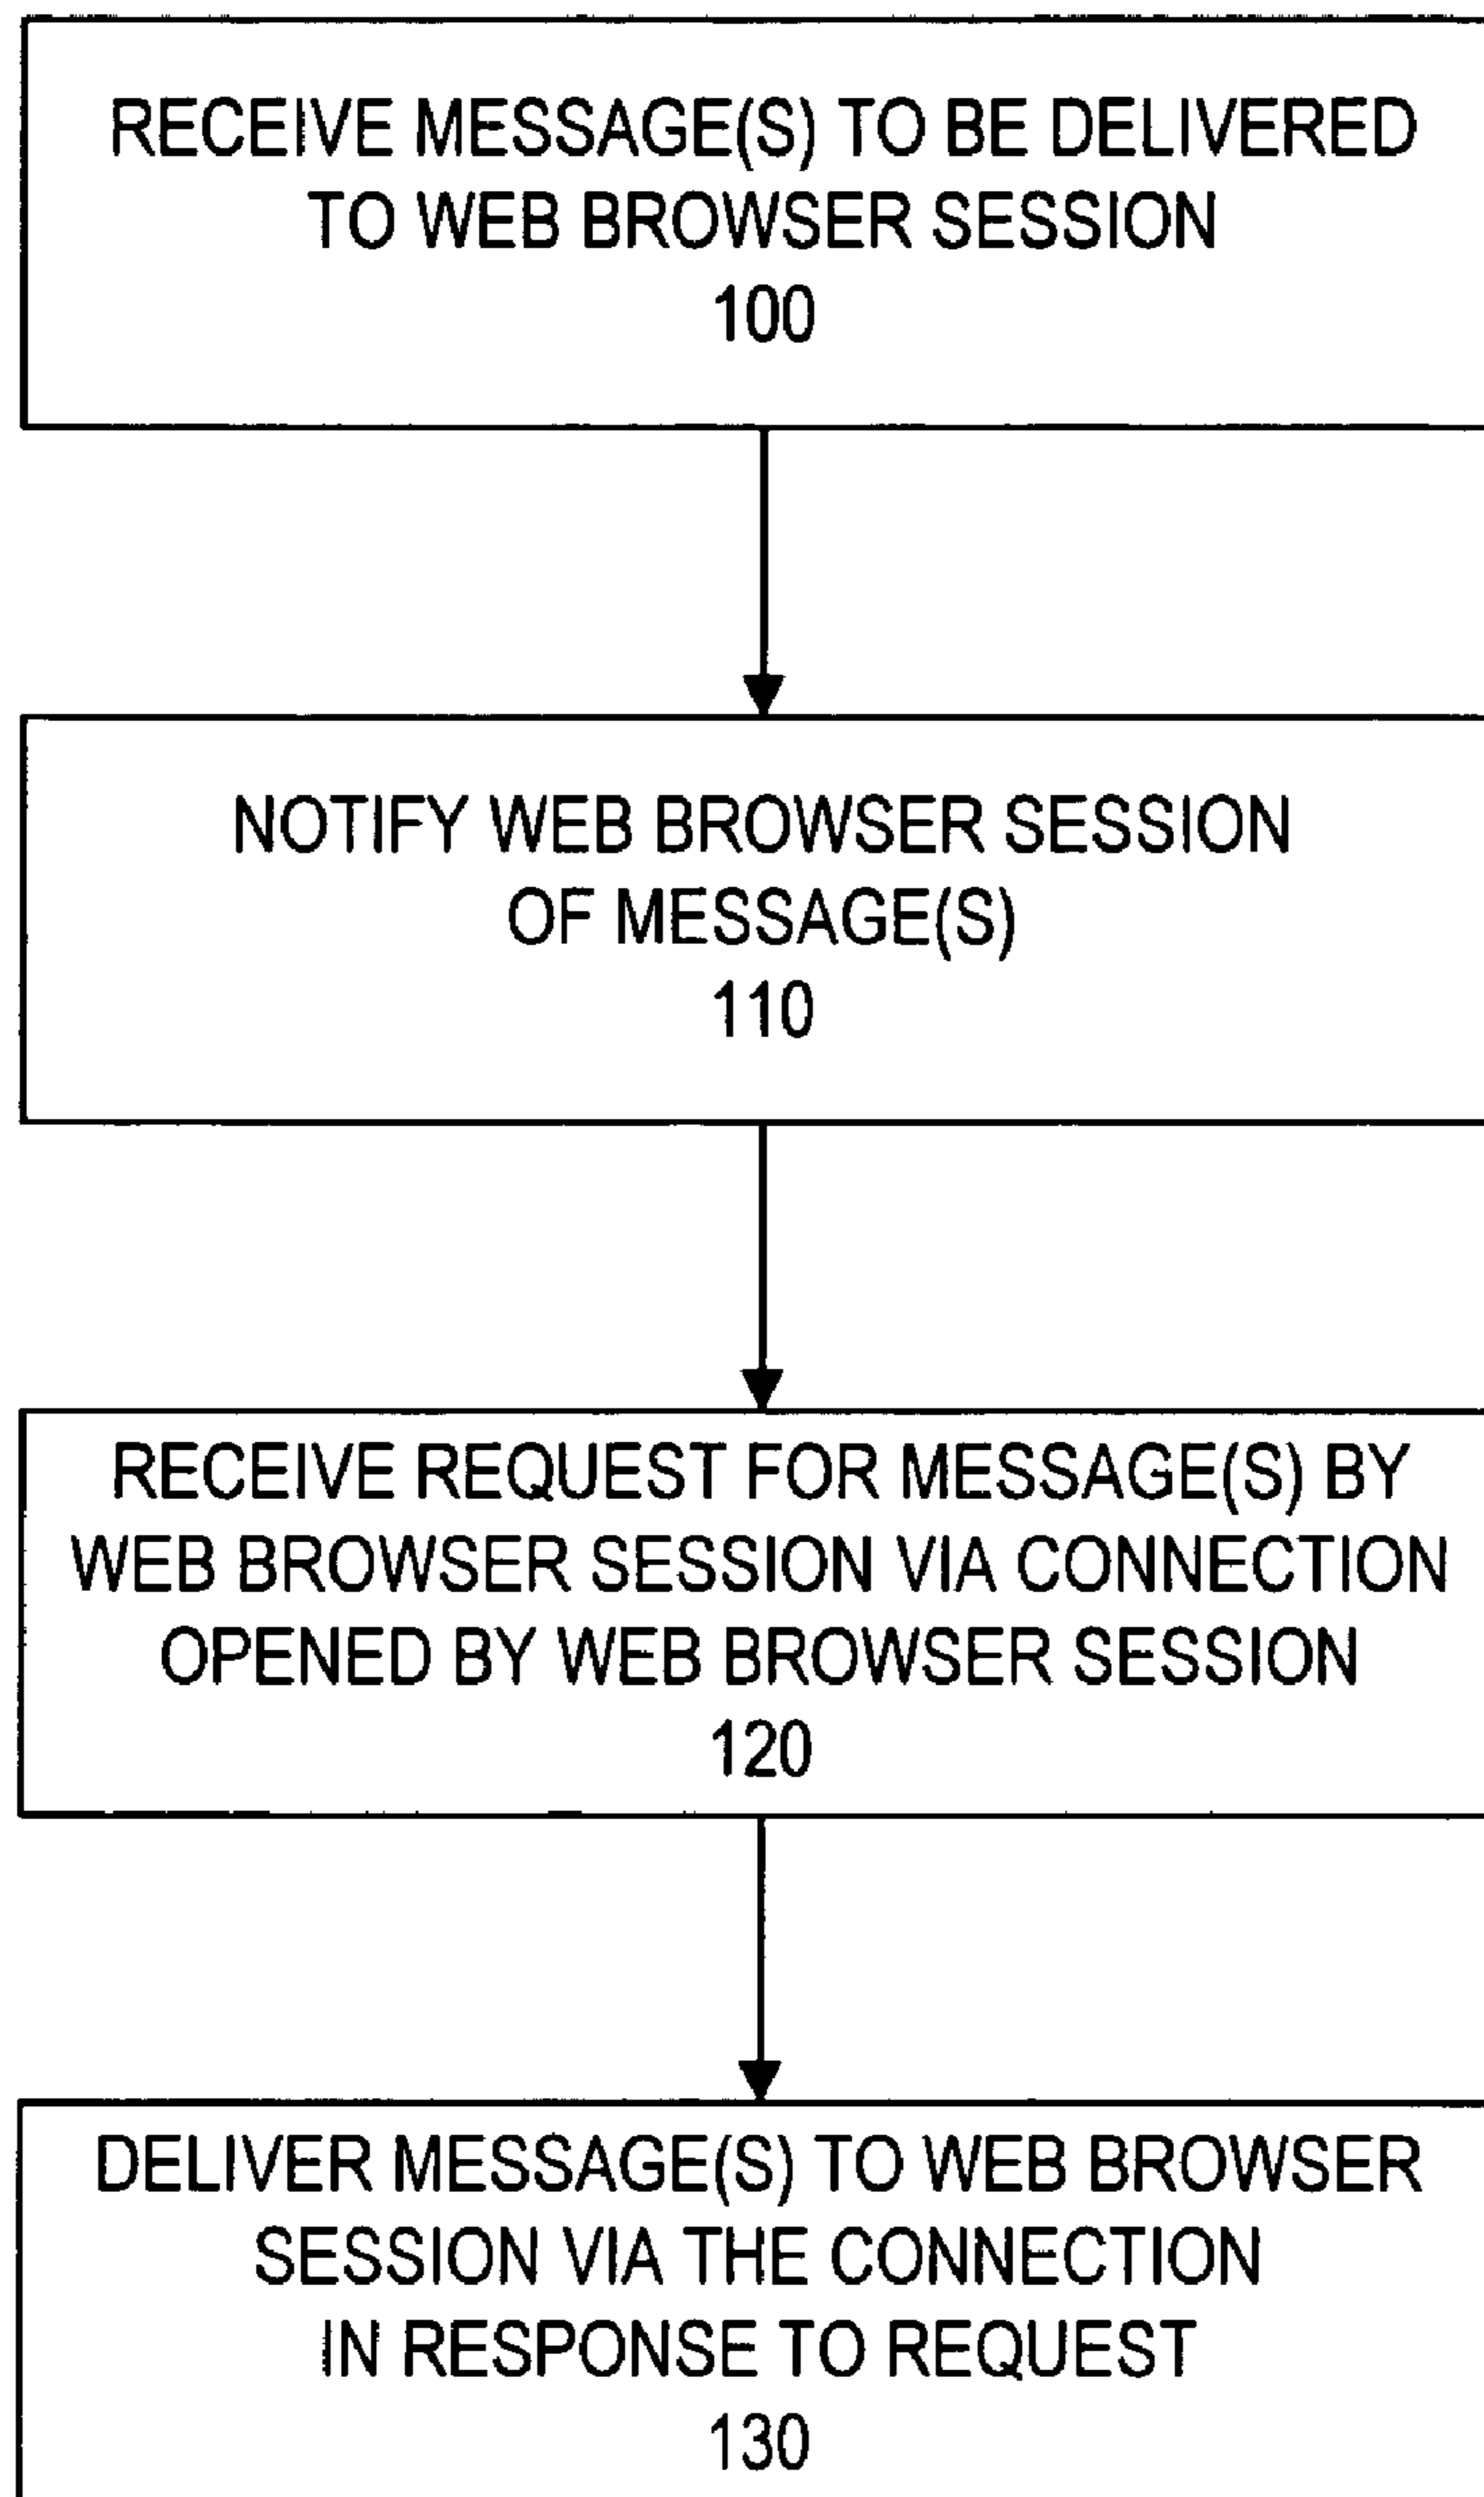 RECEIVE MESSAGE(S) TO BE DELIVERED
TO WEB BROWSER SESSION
100
NOTIFY WEB BROWSER SESSION
OF MESSAGE(S)
110
RECEIVE REQUEST FOR MESSAGE(S) BY
WEB BROWSER SESSION VIA CONNECTION
OPENED BY WEB BROWSER SESSION
120
DELIVER MESSAGE(S) TO WEB BROWSER
SESSION VIA THE CONNECTION
IN RESPONSE TO REQUEST
130